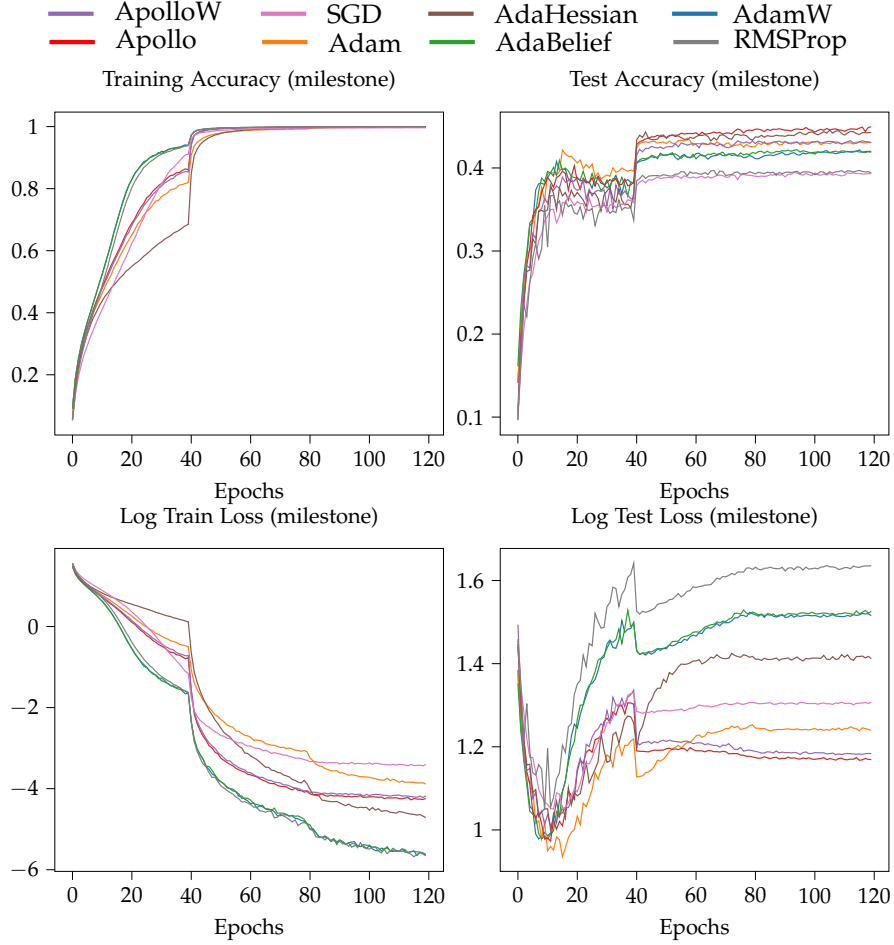 ApolloW SGD AdaHessian AdamW
Apollo Adam AdaBelief RMSProp
Training Accuracy (milestone)
1
0.8
0.6
0.4
0.2
0 20 40 60 80 100 120
Epochs
Test Accuracy (milestone)
0.4
0.3
0.2
0.1
0 20 40 60 80 100 120
Epochs
Log Train Loss (milestone)
0
−2
−4
−6
0 20 40 60 80 100 120
Epochs
Log Test Loss (milestone)
1.6
1.4
1.2
1
0 20 40 60 80 100 120
Epochs